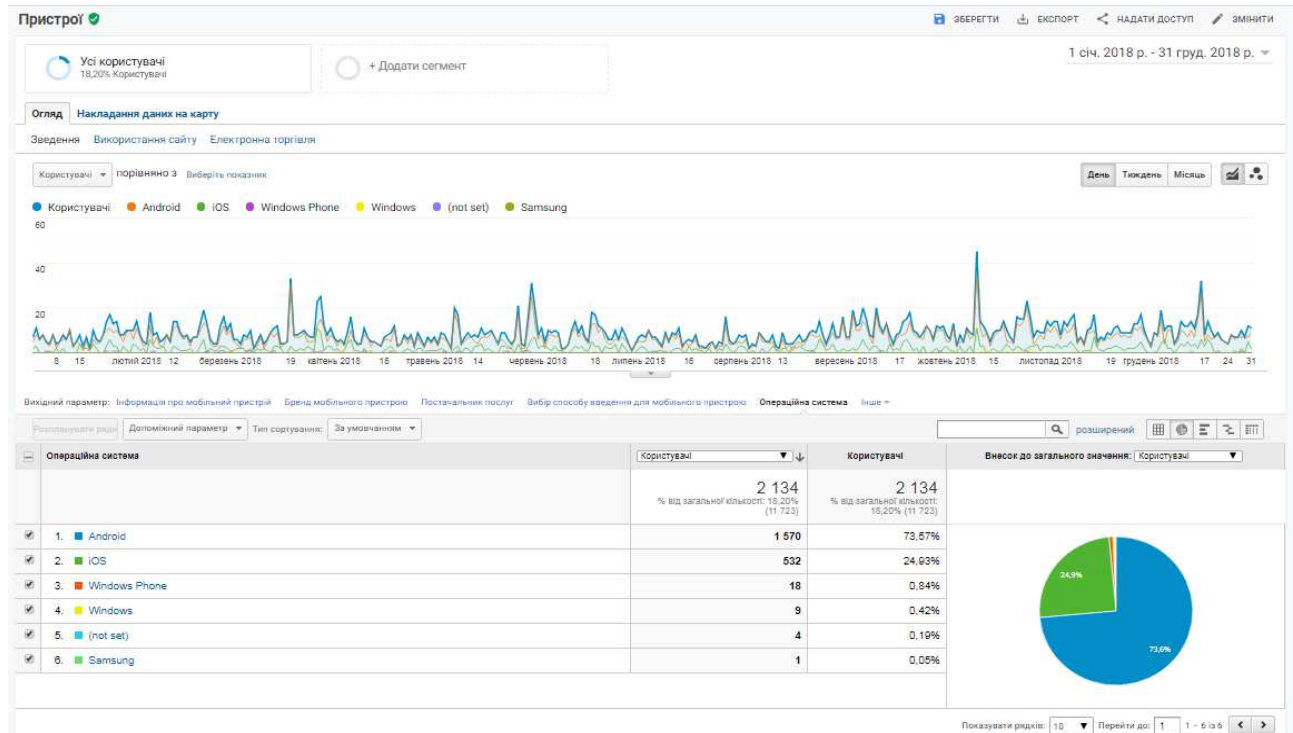 Пристрої
ЗБЕРЕГТИ ЕКСПОРТ НАДАТИ ДОСТУП ЗМІНИТИ
Усі користувачі
18,20% Користувачі
+ Додати сегмент
1 січ. 2018 р. - 31 груд. 2018 р.
Огляд Накладання даних на карту
Зведення Використання сайту Електронна торгівля
Користувачі порівняно з Виберіть показник
День Тиждень Місяць
Користувачі Android iOS Windows Phone Windows (not set) Samsung
60
40
20
8 15 лютий 2018 12 березень 2018 19 квітень 2018 16 травень 2018 14 червень 2018 18 липень 2018 16 серпень 2018 13 вересень 2018 17 жовтень 2018 15 листопад 2018 19 грудень 2018 17 24 31
Вихідний параметр: Інформація про мобільний пристрій Бренд мобільного пристрою Постачальник послуг Вибір способу введення для мобільного пристрою Операційна система Інше
Розпланувати ряди Допоміжний параметр Тип сортування: За умовчанням
розширений
Операційна система Користувачі Користувачі Внесок до загального значення: Користувачі
2 134 2 134
% від загальної кількості: 18,20% (11 723) % від загальної кількості: 18,20% (11 723)
1. Android 1 570 73,57%
2. iOS 532 24,93%
3. Windows Phone 18 0,84%
4. Windows 9 0,42%
5. (not set) 4 0,19%
6. Samsung 1 0,05%
24,9%
73,6%
Показувати рядків: 10 Перейти до: 1 1 – 6 із 6